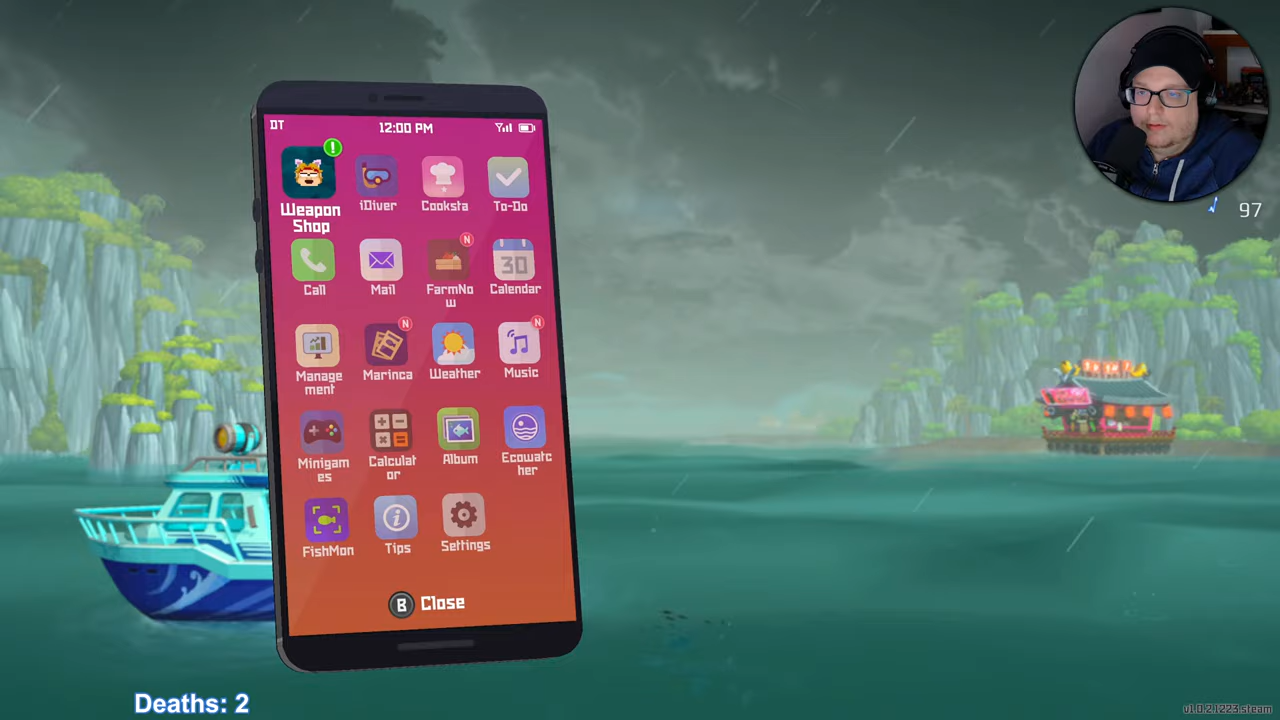 DT 12:00 PM
Weapon Shop
iDiver
Cooksta
To-Do
Call
Mail
FarmNo
w
N
30
Calendar
Manage
ment
Marinca
N
Weather
Music
N
Minigam
es
Calculat
or
Album
Ecowatc
her
FishMon
Tips
Settings
B Close
97
Deaths: 2
v1.0.2.1223.steam